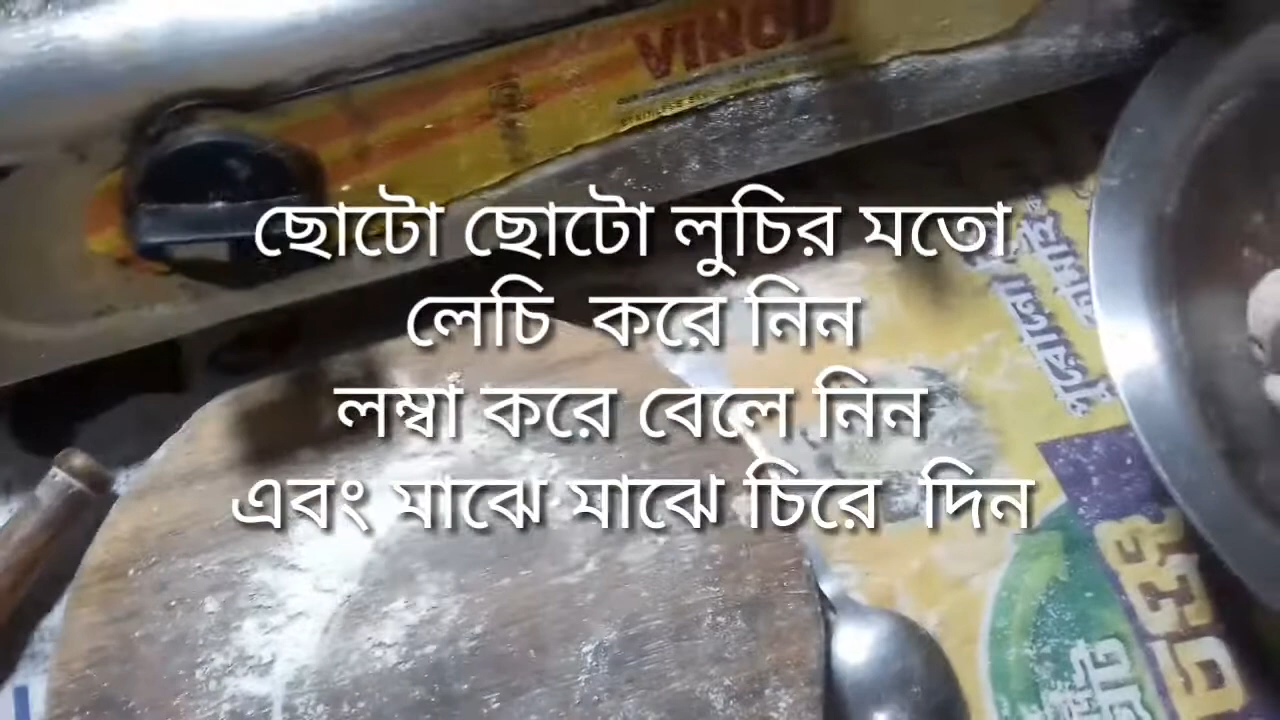 VINOD
ছোটো ছোটো লুচির মতো
লেচি করে নিন
লম্বা করে বেলে নিন
এবং মাঝে মাঝে চিরে দিন
পুরোনো